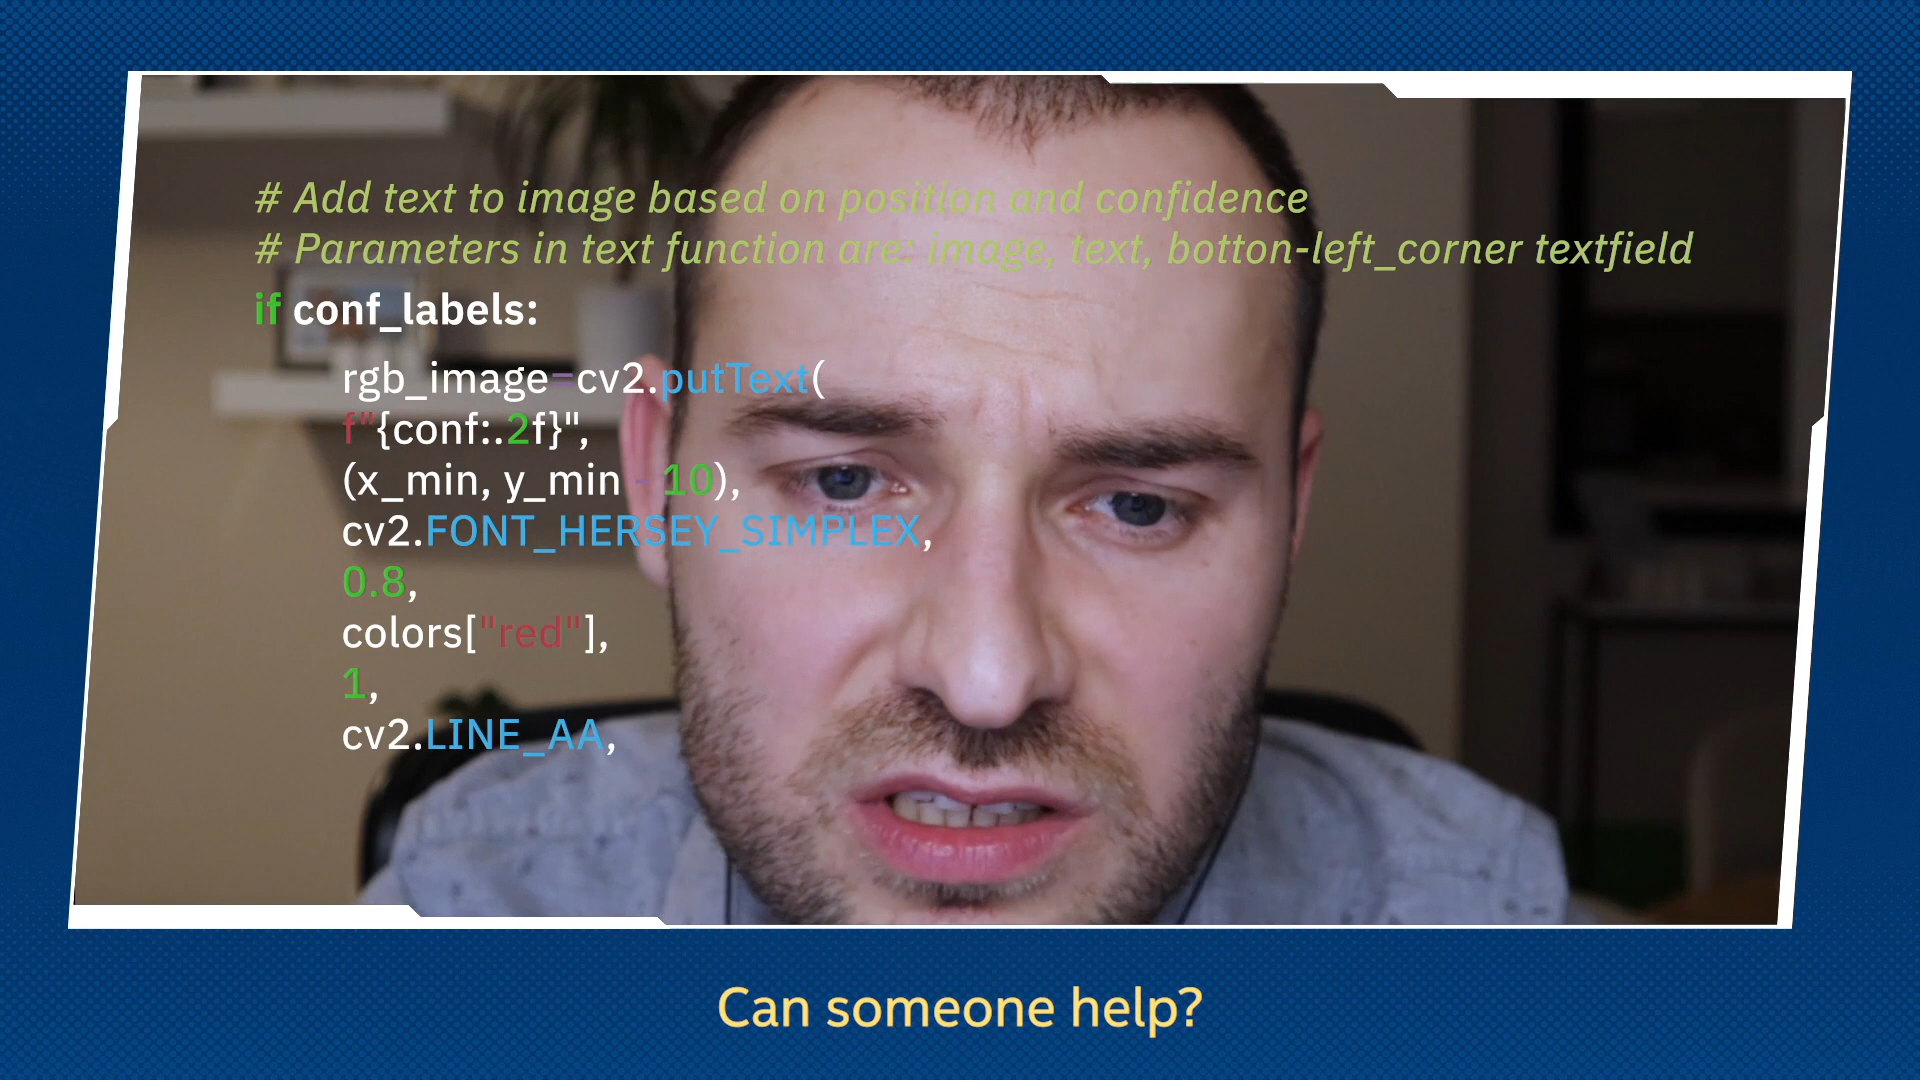 # Add text to image based on position and confidence
# Parameters in text function are: image, text, botton-left_corner textfield
if conf_labels:
rgb_image=cv2.putText(
f"{conf:.2f}",
(x_min, y_min - 10),
cv2.FONT_HERSEY_SIMPLEX,
0.8,
colors["red"],
1,
cv2.LINE_AA,
Can someone help?